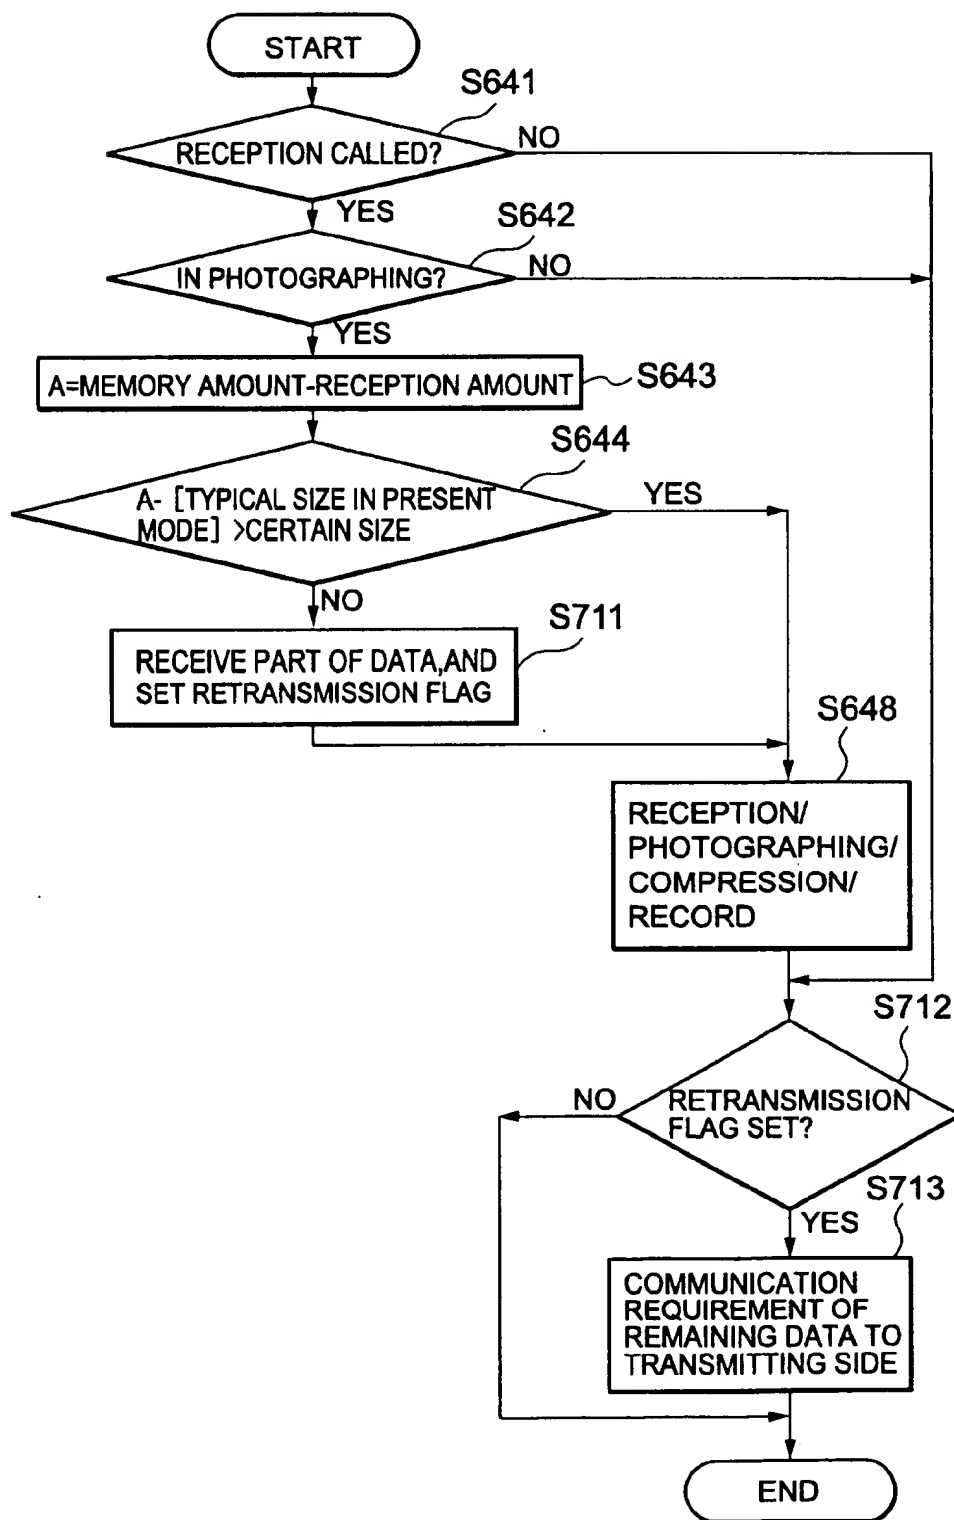 START
S641
RECEPTION CALLED?
NO
YES
S642
IN PHOTOGRAPHING?
NO
YES
A=MEMORY AMOUNT-RECEPTION AMOUNT
S643
S644
A- [TYPICAL SIZE IN PRESENT
MODE] >CERTAIN SIZE
YES
NO
S711
RECEIVE PART OF DATA,AND
SET RETRANSMISSION FLAG
S648
RECEPTION/
PHOTOGRAPHING/
COMPRESSION/
RECORD
S712
NO
RETRANSMISSION
FLAG SET?
S713
YES
COMMUNICATION
REQUIREMENT OF
REMAINING DATA TO
TRANSMITTING SIDE
END